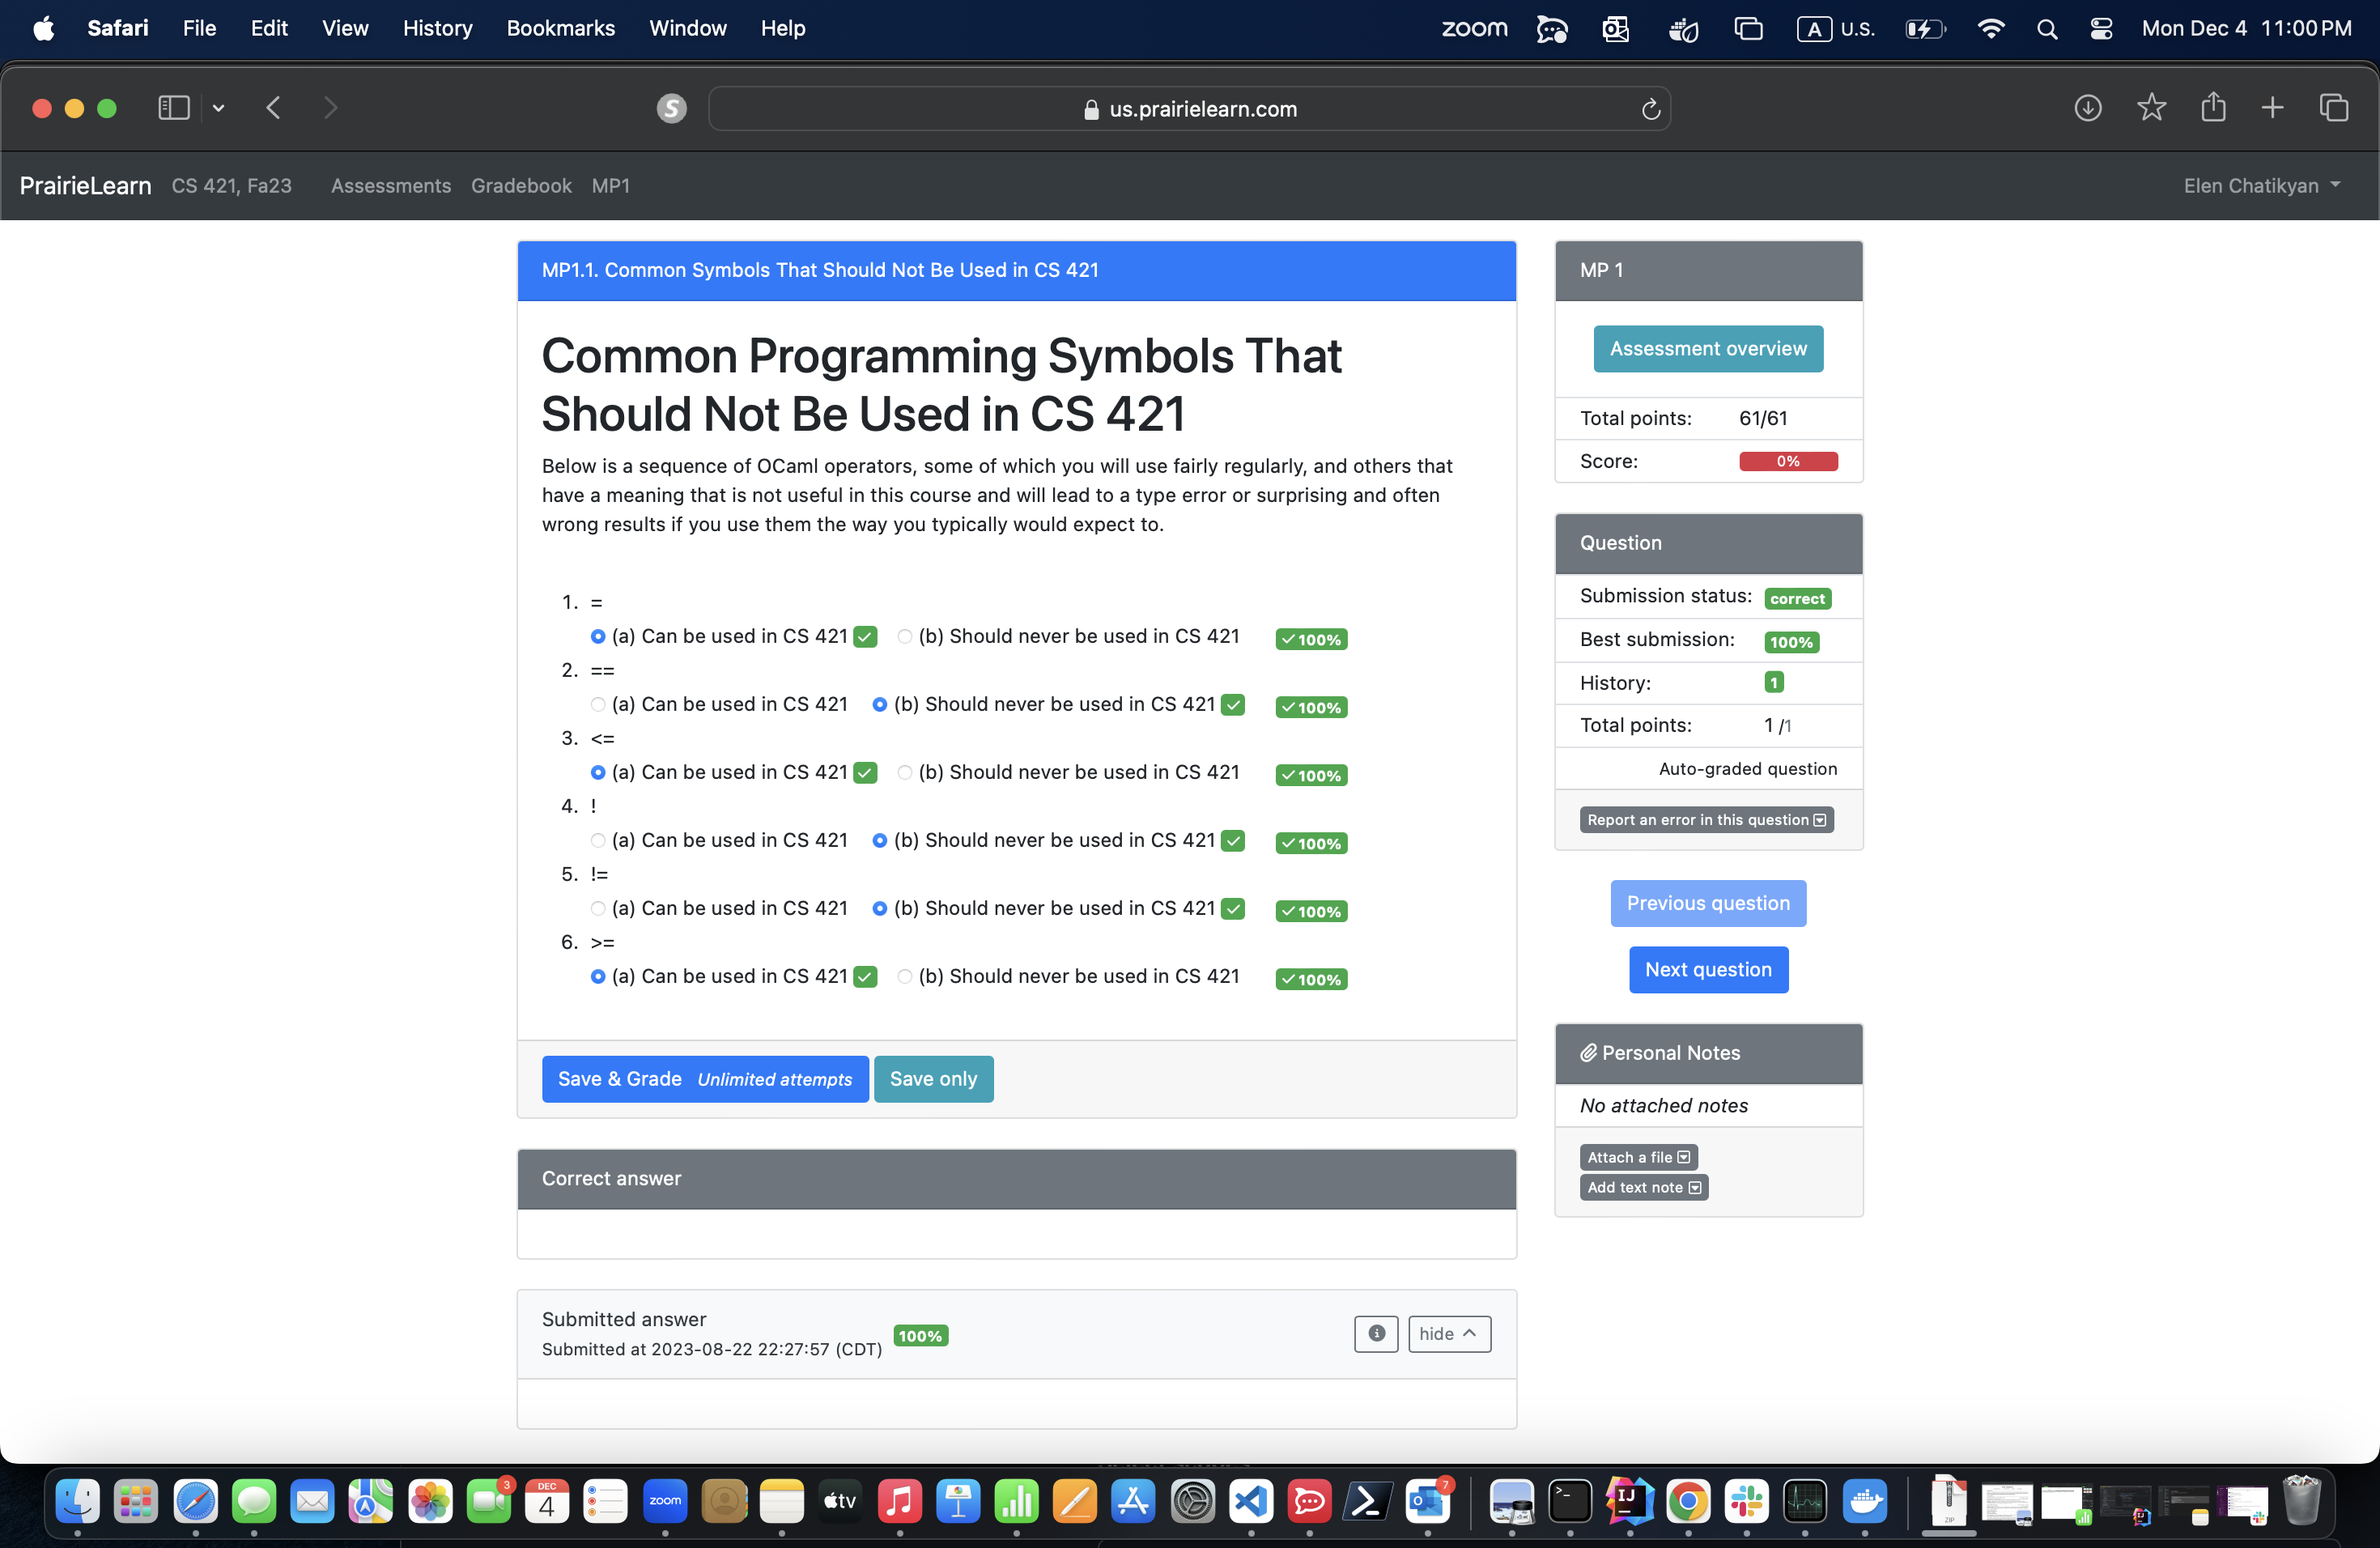 Safari File Edit View History Bookmarks Window Help zoom A U.S. Mon Dec 4 11:00 PM
S us.prairielearn.com
PrairieLearn CS 421, Fa23 Assessments Gradebook MP1 Elen Chatikyan
MP1.1. Common Symbols That Should Not Be Used in CS 421
Common Programming Symbols That
Should Not Be Used in CS 421
Below is a sequence of OCaml operators, some of which you will use fairly regularly, and others that
have a meaning that is not useful in this course and will lead to a type error or surprising and often
wrong results if you use them the way you typically would expect to.
1. =
(a) Can be used in CS 421 (b) Should never be used in CS 421 100%
2. ==
(a) Can be used in CS 421 (b) Should never be used in CS 421 100%
3. <=
(a) Can be used in CS 421 (b) Should never be used in CS 421 100%
4. !
(a) Can be used in CS 421 (b) Should never be used in CS 421 100%
5. !=
(a) Can be used in CS 421 (b) Should never be used in CS 421 100%
6. >=
(a) Can be used in CS 421 (b) Should never be used in CS 421 100%
Save & Grade Unlimited attempts Save only
Correct answer
Submitted answer
Submitted at 2023-08-22 22:27:57 (CDT) 100%
hide
MP 1
Assessment overview
Total points: 61/61
Score: 0%
Question
Submission status: correct
Best submission: 100%
History: 1
Total points: 1 /1
Auto-graded question
Report an error in this question
Previous question
Next question
Personal Notes
No attached notes
Attach a file
Add text note
3 DEC 4 zoom tv 7 IJ ZIP